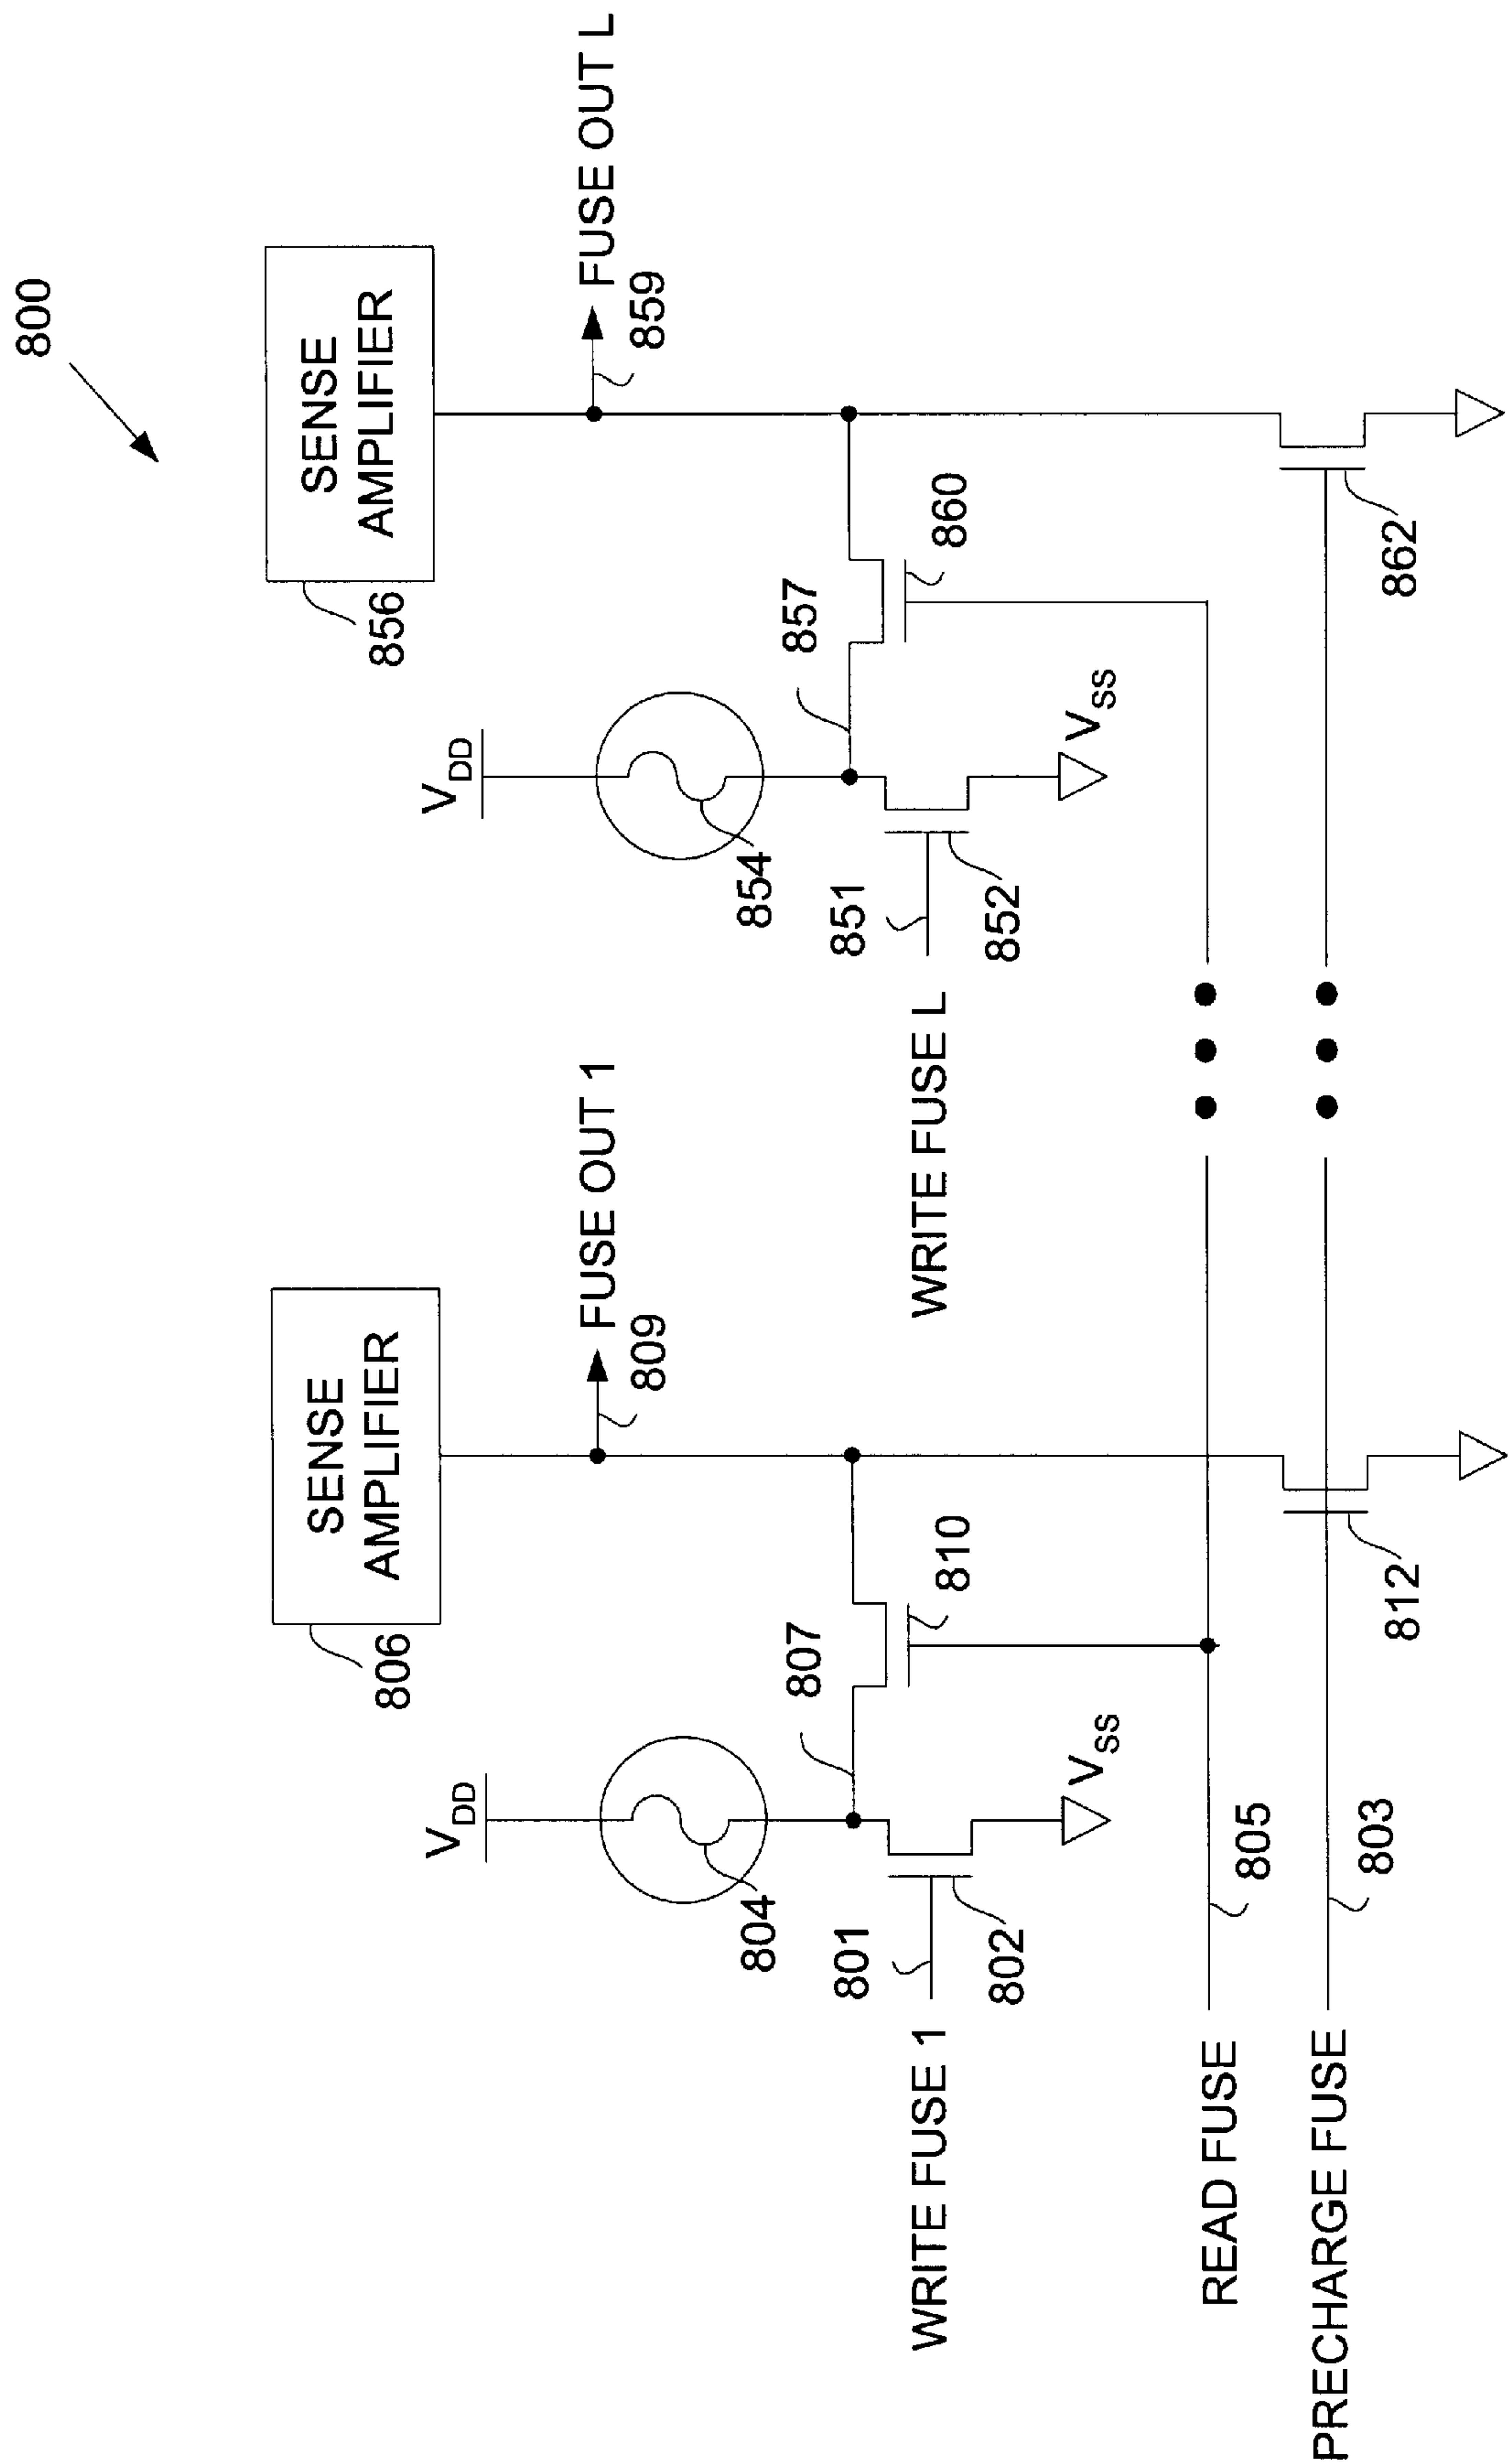 800
SENSE
AMPLIFIER
806
FUSE OUT 1
809
V_DD
804
807
810
801
802
V_SS
WRITE FUSE 1
812
SENSE
AMPLIFIER
856
FUSE OUT L
859
V_DD
854
857
860
851
852
V_SS
WRITE FUSE L
862
READ FUSE
805
PRECHARGE FUSE
803